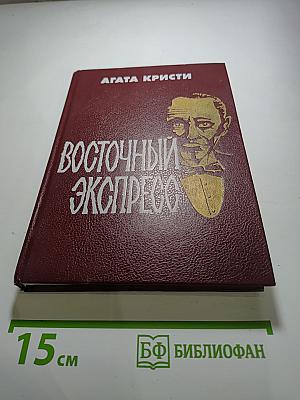 АГАТА КРИСТИ
ВОСТОЧНЫЙ
ЭКСПРЕСС
15 см
БФ БИБЛИОФАН